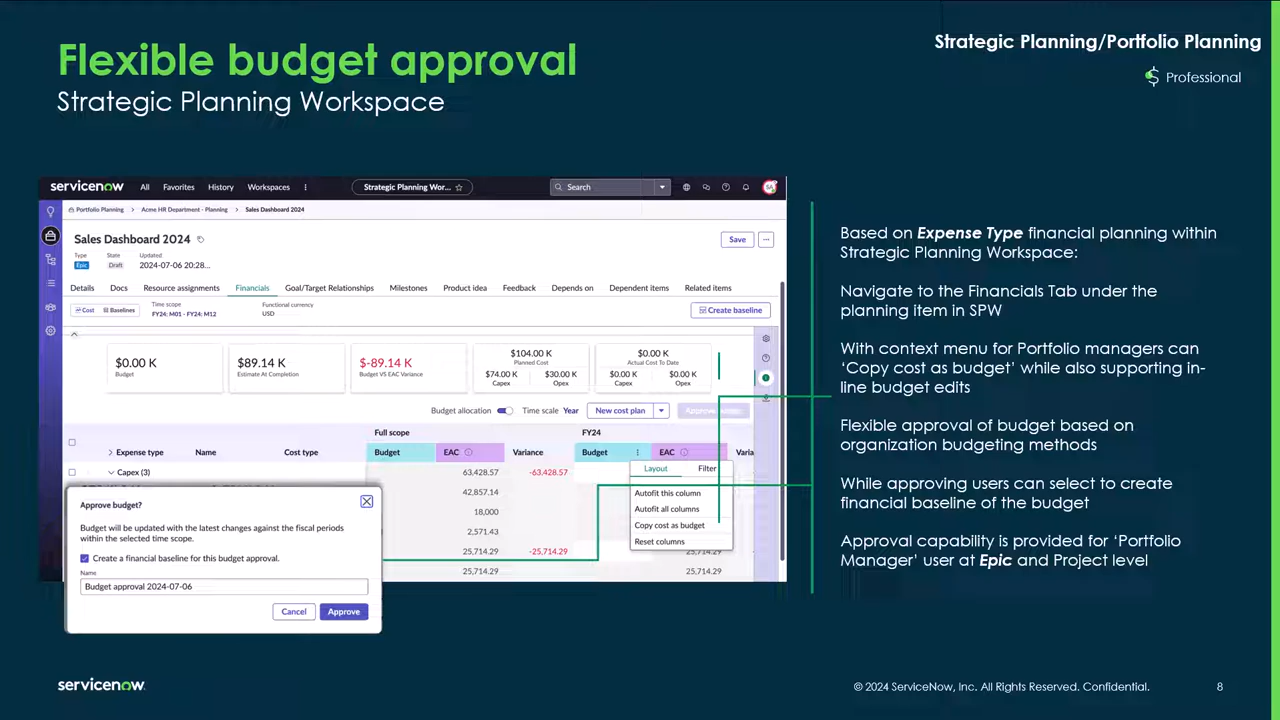 Flexible budget approval
Strategic Planning Workspace
Strategic Planning/Portfolio Planning
Professional
servicenow All Favorites History Workspaces Strategic Planning Wor... Search
Portfolio Planning > Acme HR Department - Planning > Sales Dashboard 2024
Sales Dashboard 2024
Save
Type State Updated
Epic Draft 2024-07-06 20:28...
Details Docs Resource assignments Financials Goal/Target Relationships Milestones Product idea Feedback Depends on Dependent items Related items
Cost Baselines
Time scope
FY24: M01 - FY24: M12
Functional currency
USD
Create baseline
$0.00 K
Budget
$89.14 K
Estimate At Completion
$-89.14 K
Budget VS EAC Variance
$104.00 K
Planned Cost
$74.00 K $30.00 K
Capex Opex
$0.00 K
Actual Cost To Date
$0.00 K $0.00 K
Capex Opex
Budget allocation Time scale Year New cost plan
Full scope FY24
Expense type Name Cost type Budget EAC Variance Budget EAC Varia
Capex (3) 63,428.57 -63,428.57
42,857.14
18,000
2,571.43
25,714.29 -25,714.29 25,714.29
25,714.29 25,714.29
Layout Filter
Autofit this column
Autofit all columns
Copy cost as budget
Reset columns
Approve budget?
Budget will be updated with the latest changes against the fiscal periods
within the selected time scope.
Create a financial baseline for this budget approval.
Name
Budget approval 2024-07-06
Cancel Approve
Based on Expense Type financial planning within
Strategic Planning Workspace:
Navigate to the Financials Tab under the
planning item in SPW
With context menu for Portfolio managers can
‘Copy cost as budget’ while also supporting in-
line budget edits
Flexible approval of budget based on
organization budgeting methods
While approving users can select to create
financial baseline of the budget
Approval capability is provided for ‘Portfolio
Manager’ user at Epic and Project level
servicenow
© 2024 ServiceNow, Inc. All Rights Reserved. Confidential.
8